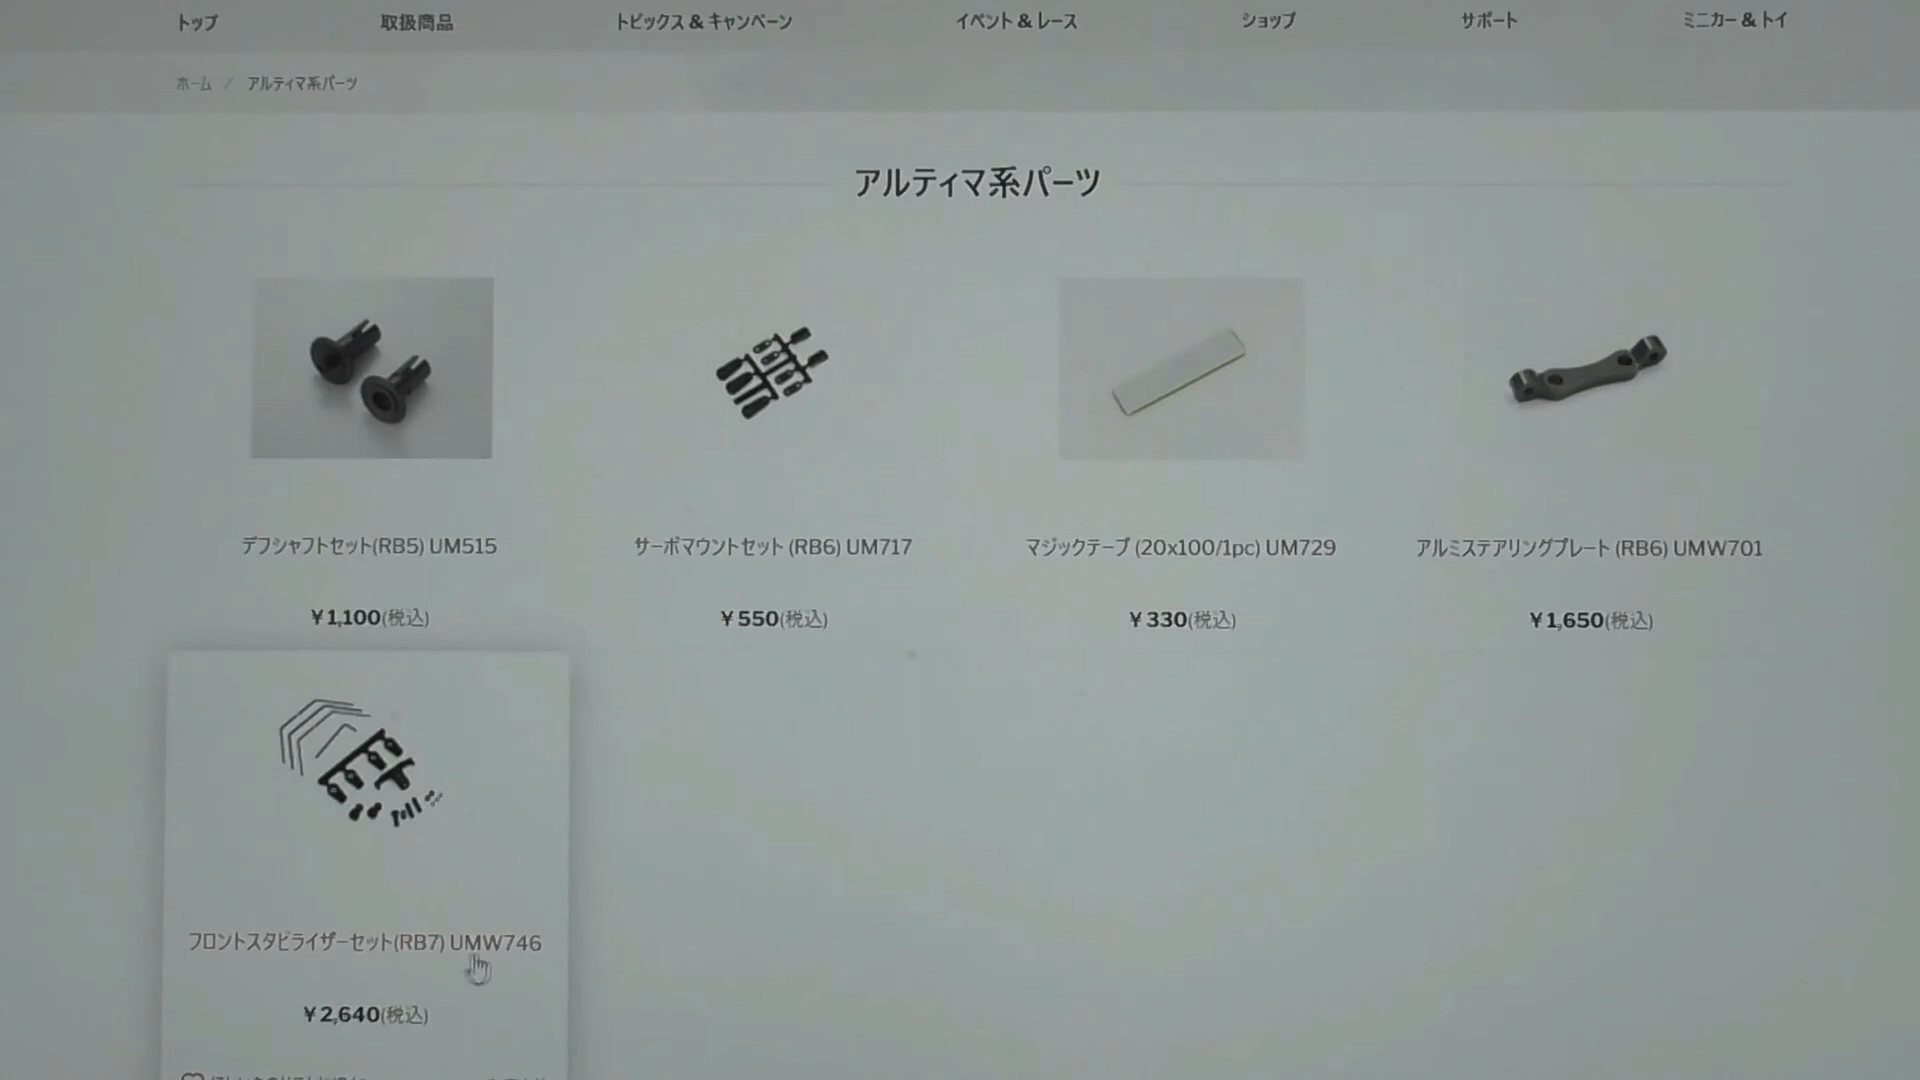 トップ
取扱商品
トピックス & キャンペーン
イベント & レース
ショップ
サポート
ミニカー & トイ
ホーム / アルティマ系パーツ
アルティマ系パーツ
デフシャフトセット(RB5) UM515
¥1,100(税込)
サーボマウントセット (RB6) UM717
¥550(税込)
マジックテープ (20x100/1pc) UM729
¥330(税込)
アルミステアリングプレート (RB6) UMW701
¥1,650(税込)
フロントスタビライザーセット(RB7) UMW746
¥2,640(税込)